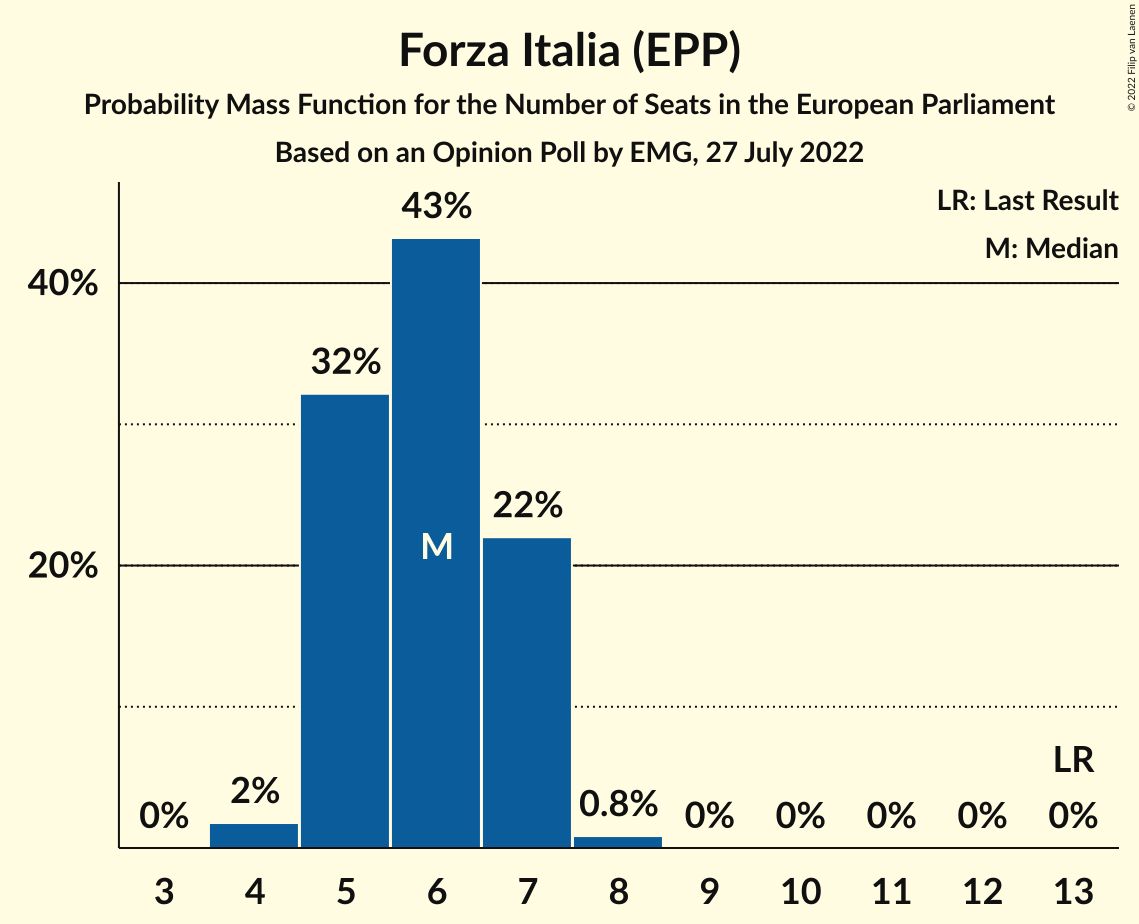 Forza Italia (EPP)
Probability Mass Function for the Number of Seats in the European Parliament
Based on an Opinion Poll by EMG, 27 July 2022
© 2022 Filip van Laenen
LR: Last Result
M: Median
43%
40%
32%
22%
M
20%
LR
2%
0.8%
0%
0%
0%
0%
0%
0%
3 4 5 6 7 8 9 10 11 12 13